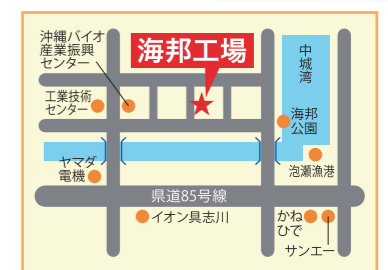 沖縄バイオ
産業振興
センター
海邦工場
中城湾
工業技術
センター
海邦
公園
ヤマダ
電機
泡瀬漁港
県道85号線
イオン具志川
かね
ひで
サンエー